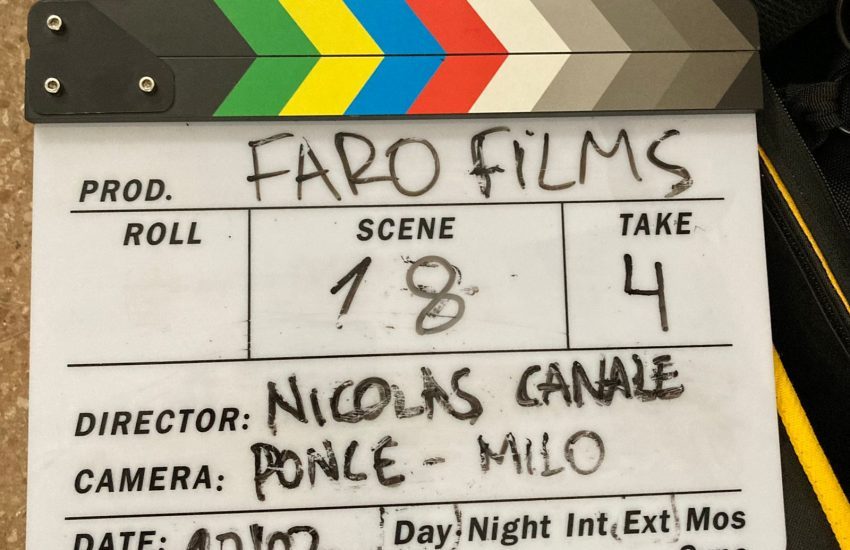 PROD. FARO FiLMS
ROLL SCENE TAKE
18 4
DIRECTOR: NICOLAS CANALE
CAMERA: PONCE - MILO
DATE: Day Night Int Ext Mos